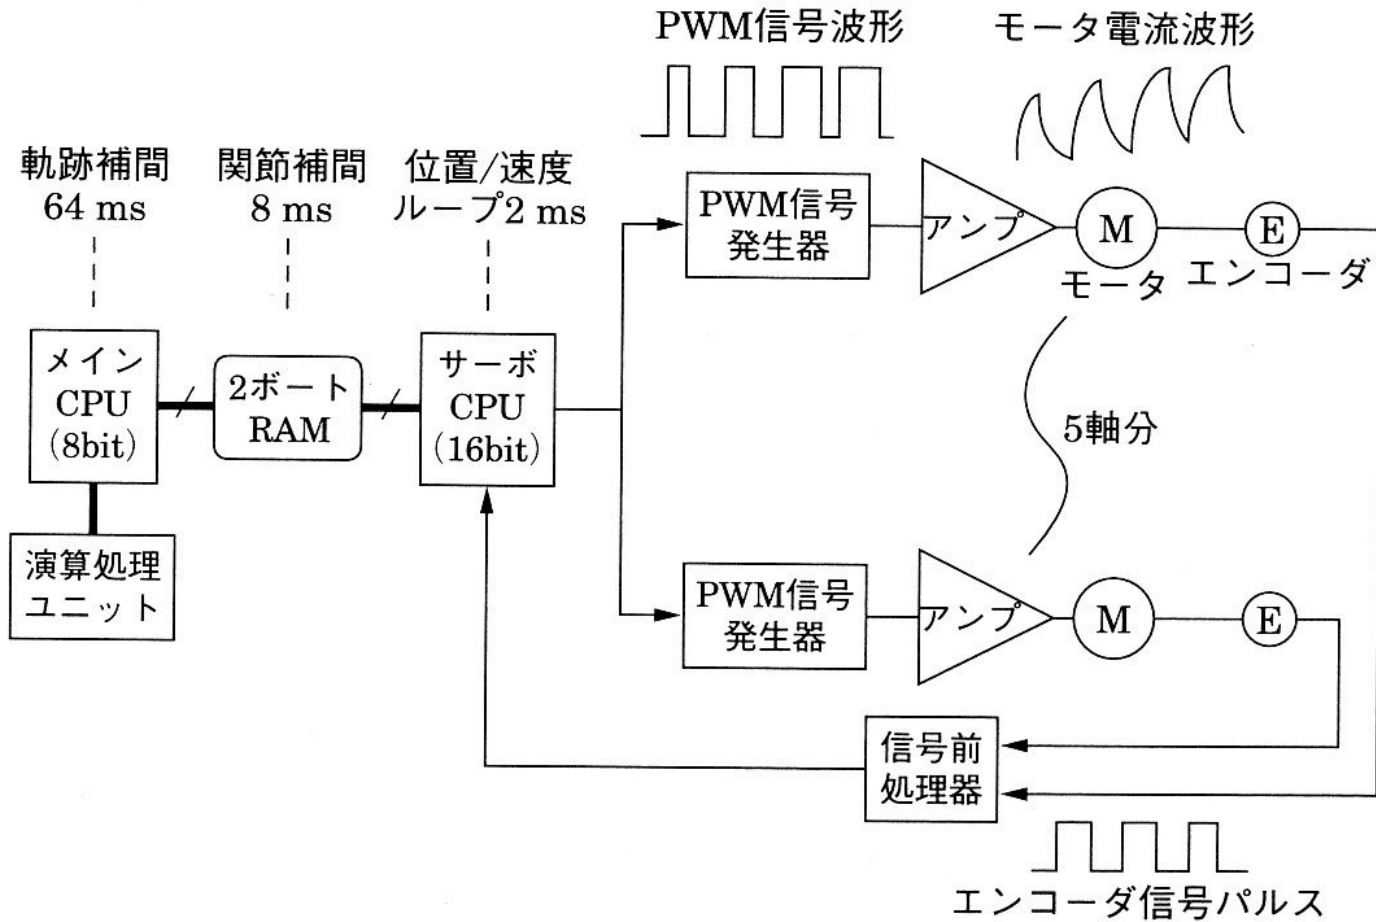 PWM信号波形
モータ電流波形
軌跡補間
64 ms
関節補間
8 ms
位置/速度
ループ2 ms
PWM信号
発生器
アンプ
M
モータ
E
エンコーダ
メイン
CPU
(8bit)
2ボート
RAM
サーボ
CPU
(16bit)
5軸分
演算処理
ユニット
PWM信号
発生器
アンプ
M
E
信号前
処理器
エンコーダ信号パルス